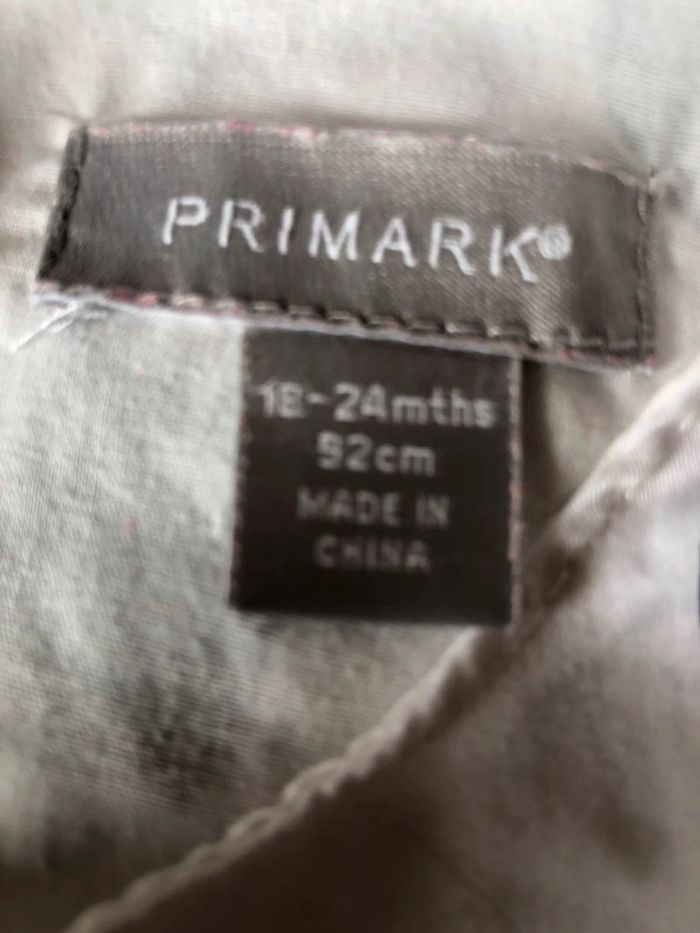 PRIMARK®
18-24mths
92cm
MADE IN
CHINA